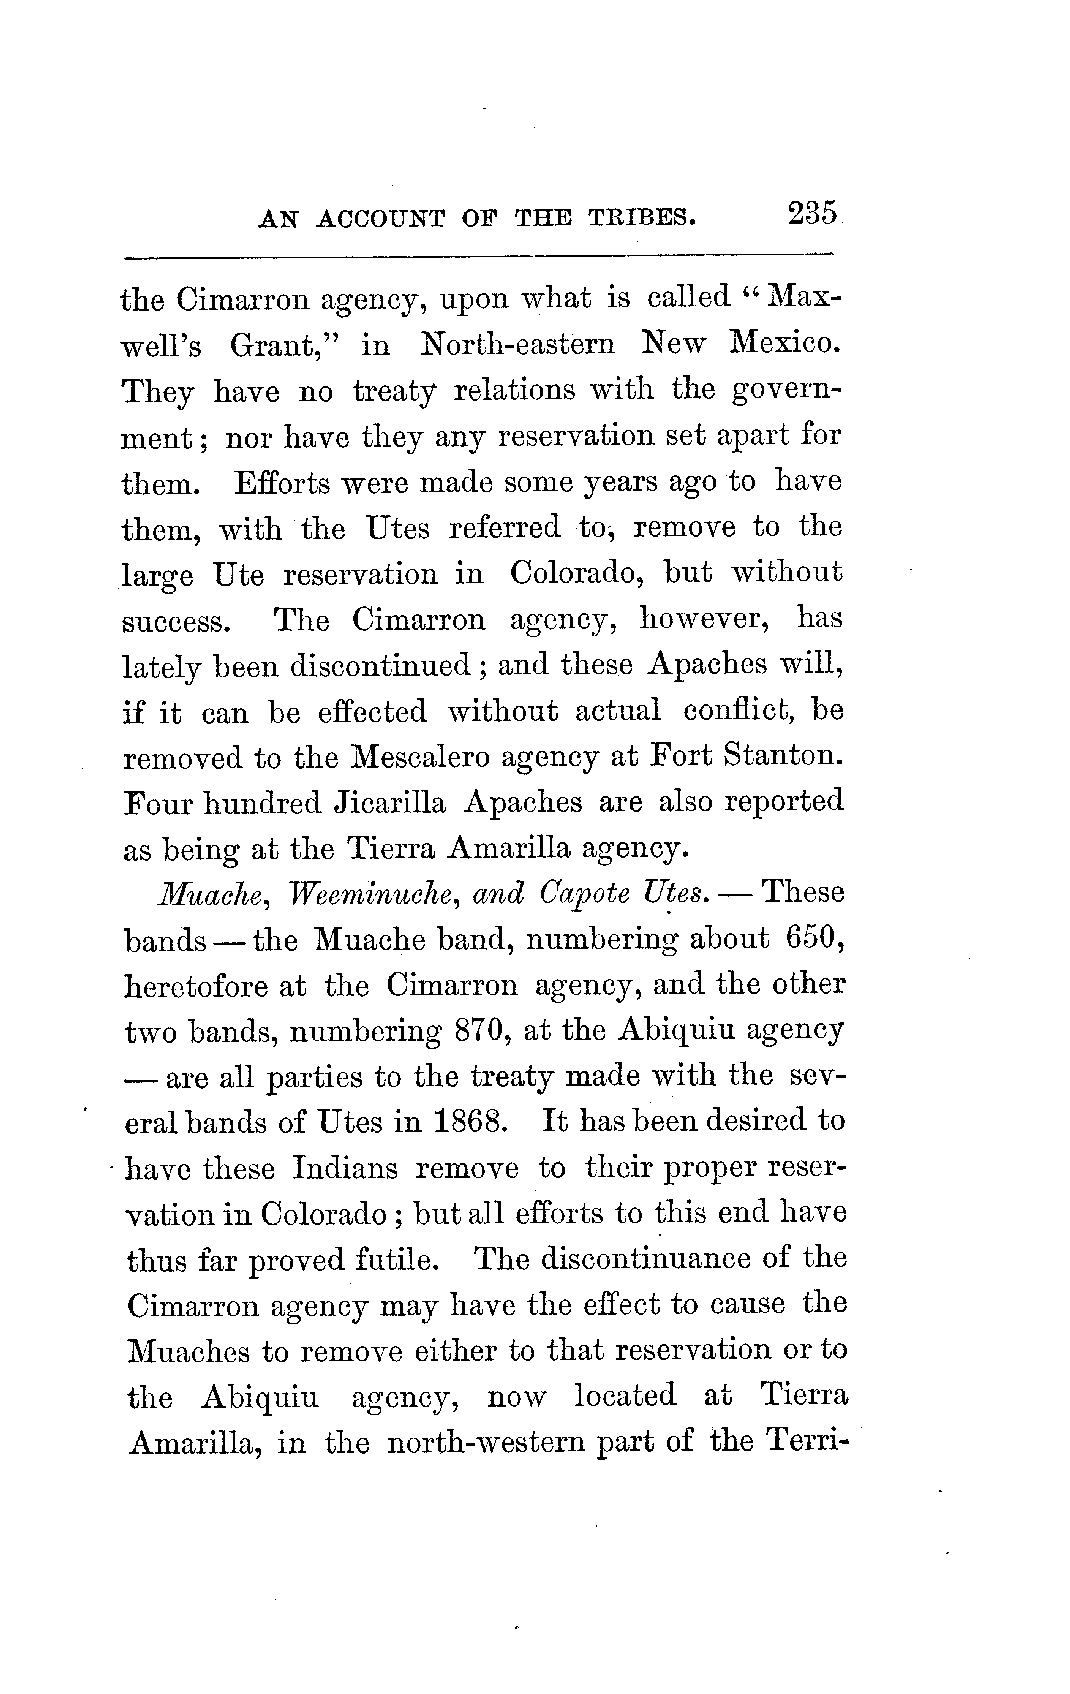 AN ACCOUNT OF THE TRIBES. 235
the Cimarron agency, upon what is called “Max-
well’s Grant,” in North-eastern New Mexico.
They have no treaty relations with the govern-
ment; nor have they any reservation set apart for
them. Efforts were made some years ago to have
them, with the Utes referred to, remove to the
large Ute reservation in Colorado, but without
success. The Cimarron agency, however, has
lately been discontinued; and these Apaches will,
if it can be effected without actual conflict, be
removed to the Mescalero agency at Fort Stanton.
Four hundred Jicarilla Apaches are also reported
as being at the Tierra Amarilla agency.
Muache, Weeminuche, and Capote Utes. — These
bands — the Muache band, numbering about 650,
heretofore at the Cimarron agency, and the other
two bands, numbering 870, at the Abiquiu agency
— are all parties to the treaty made with the sev-
eral bands of Utes in 1868. It has been desired to
have these Indians remove to their proper reser-
vation in Colorado; but all efforts to this end have
thus far proved futile. The discontinuance of the
Cimarron agency may have the effect to cause the
Muaches to remove either to that reservation or to
the Abiquiu agency, now located at Tierra
Amarilla, in the north-western part of the Terri-